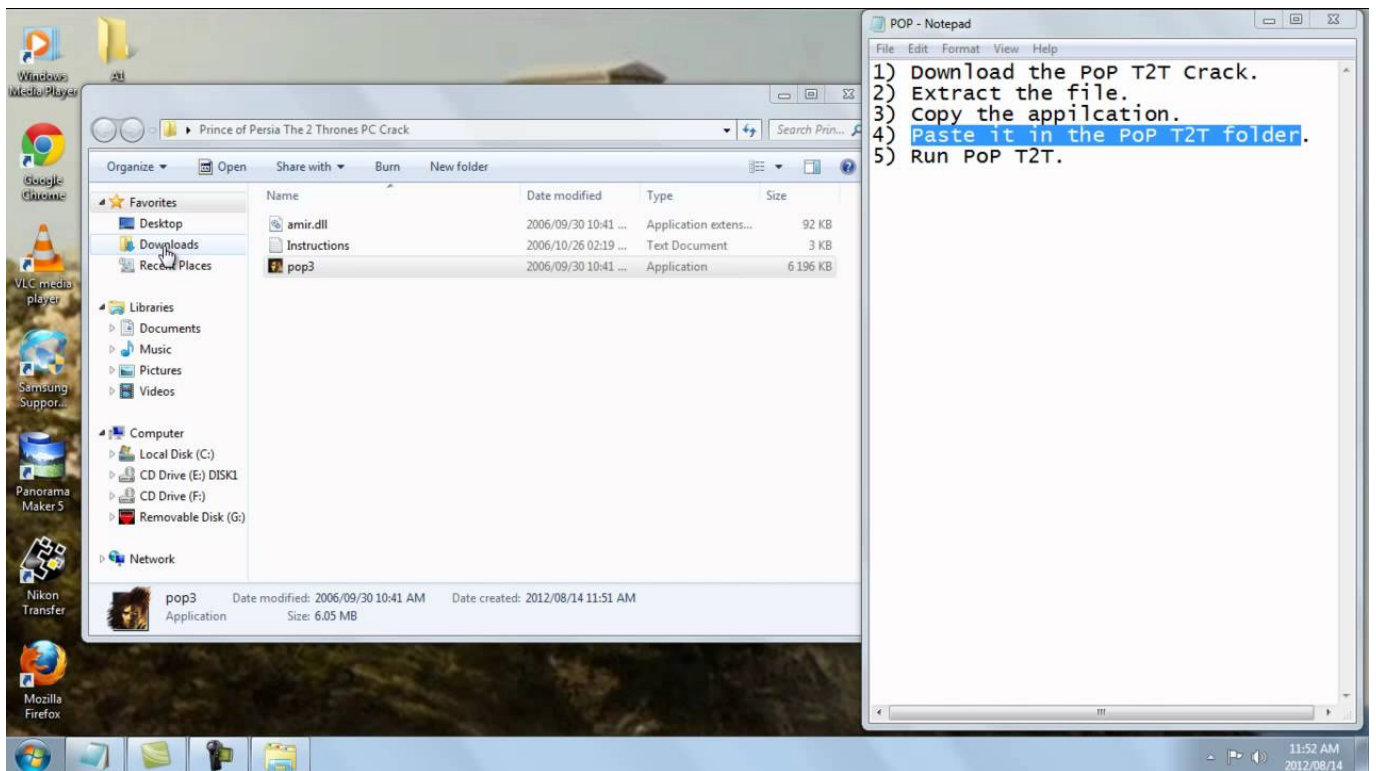 Windows
Media Player
All
Google
Chrome
VLC media
player
Samsung
Suppor...
Panorama
Maker 5
Nikon
Transfer
Mozilla
Firefox
Prince of Persia The 2 Thrones PC Crack
Search Prin...
Organize
Open
Share with
Burn
New folder
Favorites
Desktop
Downloads
Recent Places
Libraries
Documents
Music
Pictures
Videos
Computer
Local Disk (C:)
CD Drive (E:) DISK1
CD Drive (F:)
Removable Disk (G:)
Network
Name Date modified Type Size
amir.dll 2006/09/30 10:41 ... Application extens... 92 KB
Instructions 2006/10/26 02:19 ... Text Document 3 KB
pop3 2006/09/30 10:41 ... Application 6 196 KB
pop3 Date modified: 2006/09/30 10:41 AM Date created: 2012/08/14 11:51 AM
Application Size: 6.05 MB
POP - Notepad
File Edit Format View Help
1) Download the PoP T2T Crack.
2) Extract the file.
3) Copy the appilcation.
4) Paste it in the PoP T2T folder.
5) Run PoP T2T.
11:52 AM
2012/08/14